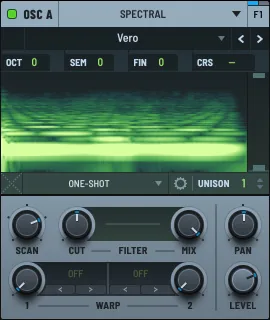 OSC A SPECTRAL F1
Vero
OCT 0 SEM 0 FIN 0 CRS --
ONE-SHOT UNISON 1
SCAN CUT FILTER MIX PAN
OFF OFF
1 WARP 2 LEVEL